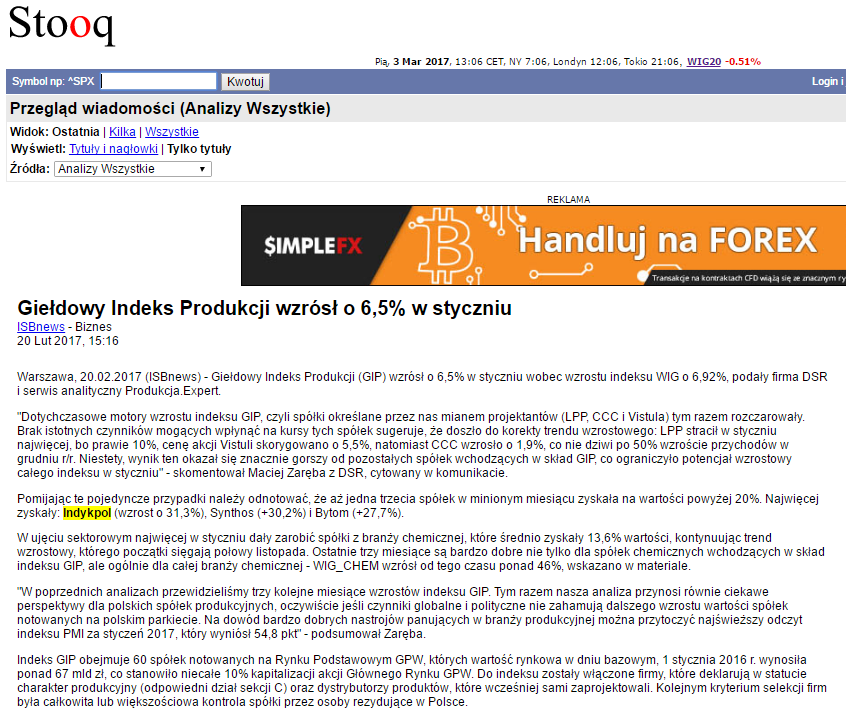 Stooq
Pią, 3 Mar 2017, 13:06 CET, NY 7:06, Londyn 12:06, Tokio 21:06, WIG20 -0.51%
Symbol np: ^SPX Kwotuj Login i
Przegląd wiadomości (Analizy Wszystkie)
Widok: Ostatnia | Kilka | Wszystkie
Wyświetl: Tytuły i nagłowki | Tylko tytuły
Źródła: Analizy Wszystkie
REKLAMA
$IMPLEFX Handluj na FOREX
Transakcje na kontraktach CFD wiążą się ze znacznym ry
Giełdowy Indeks Produkcji wzrósł o 6,5% w styczniu
ISBnews - Biznes
20 Lut 2017, 15:16
Warszawa, 20.02.2017 (ISBnews) - Giełdowy Indeks Produkcji (GIP) wzrósł o 6,5% w styczniu wobec wzrostu indeksu WIG o 6,92%, podały firma DSR
i serwis analityczny Produkcja.Expert.
"Dotychczasowe motory wzrostu indeksu GIP, czyli spółki określane przez nas mianem projektantów (LPP, CCC i Vistula) tym razem rozczarowały.
Brak istotnych czynników mogących wpłynąć na kursy tych spółek sugeruje, że doszło do korekty trendu wzrostowego: LPP stracił w styczniu
najwięcej, bo prawie 10%, cenę akcji Vistuli skorygowano o 5,5%, natomiast CCC wzrosło o 1,9%, co nie dziwi po 50% wzroście przychodów w
grudniu r/r. Niestety, wynik ten okazał się znacznie gorszy od pozostałych spółek wchodzących w skład GIP, co ograniczyło potencjał wzrostowy
całego indeksu w styczniu" - skomentował Maciej Zaręba z DSR, cytowany w komunikacie.
Pomijając te pojedyncze przypadki należy odnotować, że aż jedna trzecia spółek w minionym miesiącu zyskała na wartości powyżej 20%. Najwięcej
zyskały: Indykpol (wzrost o 31,3%), Synthos (+30,2%) i Bytom (+27,7%).
W ujęciu sektorowym najwięcej w styczniu dały zarobić spółki z branży chemicznej, które średnio zyskały 13,6% wartości, kontynuując trend
wzrostowy, którego początki sięgają połowy listopada. Ostatnie trzy miesiące są bardzo dobre nie tylko dla spółek chemicznych wchodzących w skład
indeksu GIP, ale ogólnie dla całej branży chemicznej - WIG_CHEM wzrósł od tego czasu ponad 46%, wskazano w materiale.
"W poprzednich analizach przewidzieliśmy trzy kolejne miesiące wzrostów indeksu GIP. Tym razem nasza analiza przynosi równie ciekawe
perspektywy dla polskich spółek produkcyjnych, oczywiście jeśli czynniki globalne i polityczne nie zahamują dalszego wzrostu wartości spółek
notowanych na polskim parkiecie. Na dowód bardzo dobrych nastrojów panujących w branży produkcyjnej można przytoczyć najświeższy odczyt
indeksu PMI za styczeń 2017, który wyniósł 54,8 pkt" - podsumował Zaręba.
Indeks GIP obejmuje 60 spółek notowanych na Rynku Podstawowym GPW, których wartość rynkowa w dniu bazowym, 1 stycznia 2016 r. wynosiła
ponad 67 mld zł, co stanowiło niecałe 10% kapitalizacji akcji Głównego Rynku GPW. Do indeksu zostały włączone firmy, które deklarują w statucie
charakter produkcyjny (odpowiedni dział sekcji C) oraz dystrybutorzy produktów, które wcześniej sami zaprojektowali. Kolejnym kryterium selekcji firm
była całkowita lub większościowa kontrola spółki przez osoby rezydujące w Polsce.